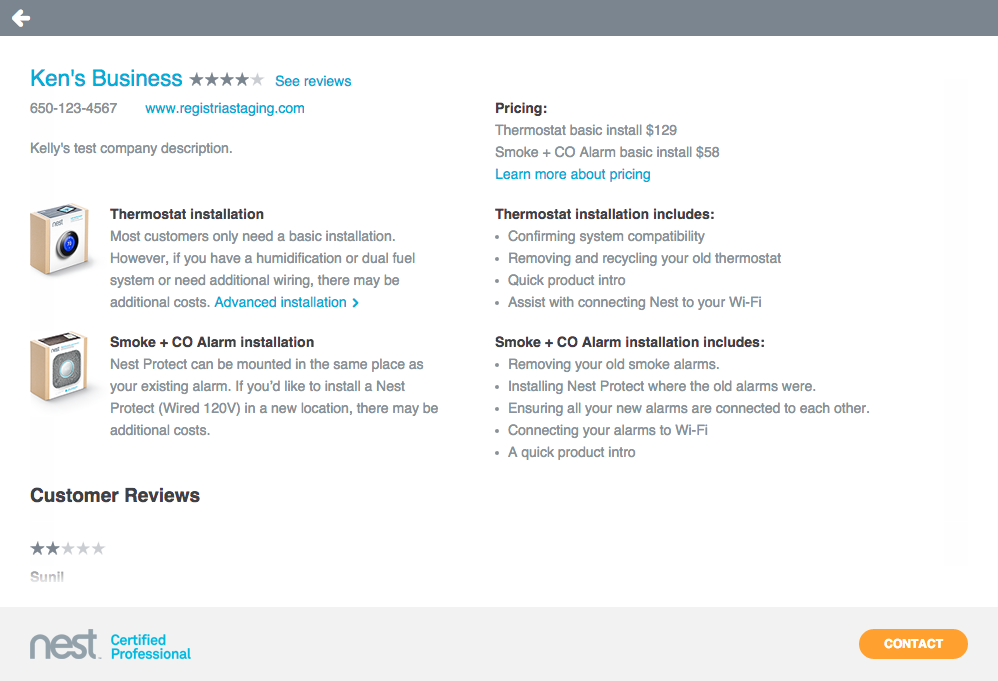 Ken's Business See reviews
650-123-4567 www.registriastaging.com
Kelly's test company description.
Pricing:
Thermostat basic install $129
Smoke + CO Alarm basic install $58
Learn more about pricing
nest
Thermostat installation
Most customers only need a basic installation.
However, if you have a humidification or dual fuel
system or need additional wiring, there may be
additional costs. Advanced installation
Thermostat installation includes:
• Confirming system compatibility
• Removing and recycling your old thermostat
• Quick product intro
• Assist with connecting Nest to your Wi-Fi
nest
Smoke + CO Alarm installation
Nest Protect can be mounted in the same place as
your existing alarm. If you’d like to install a Nest
Protect (Wired 120V) in a new location, there may be
additional costs.
Smoke + CO Alarm installation includes:
• Removing your old smoke alarms.
• Installing Nest Protect where the old alarms were.
• Ensuring all your new alarms are connected to each other.
• Connecting your alarms to Wi-Fi
• A quick product intro
Customer Reviews
Sunil
nest Certified
Professional
CONTACT